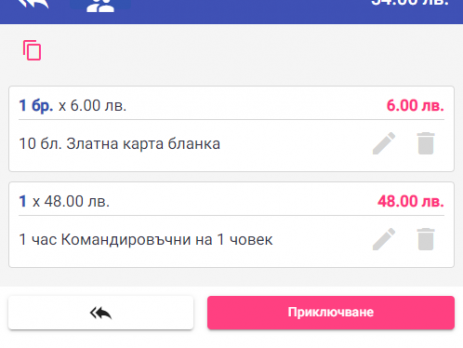 54.00 лв.
1 бр. x 6.00 лв.
6.00 лв.
10 бл. Златна карта бланка
1 x 48.00 лв.
48.00 лв.
1 час Командировъчни на 1 човек
Приключване